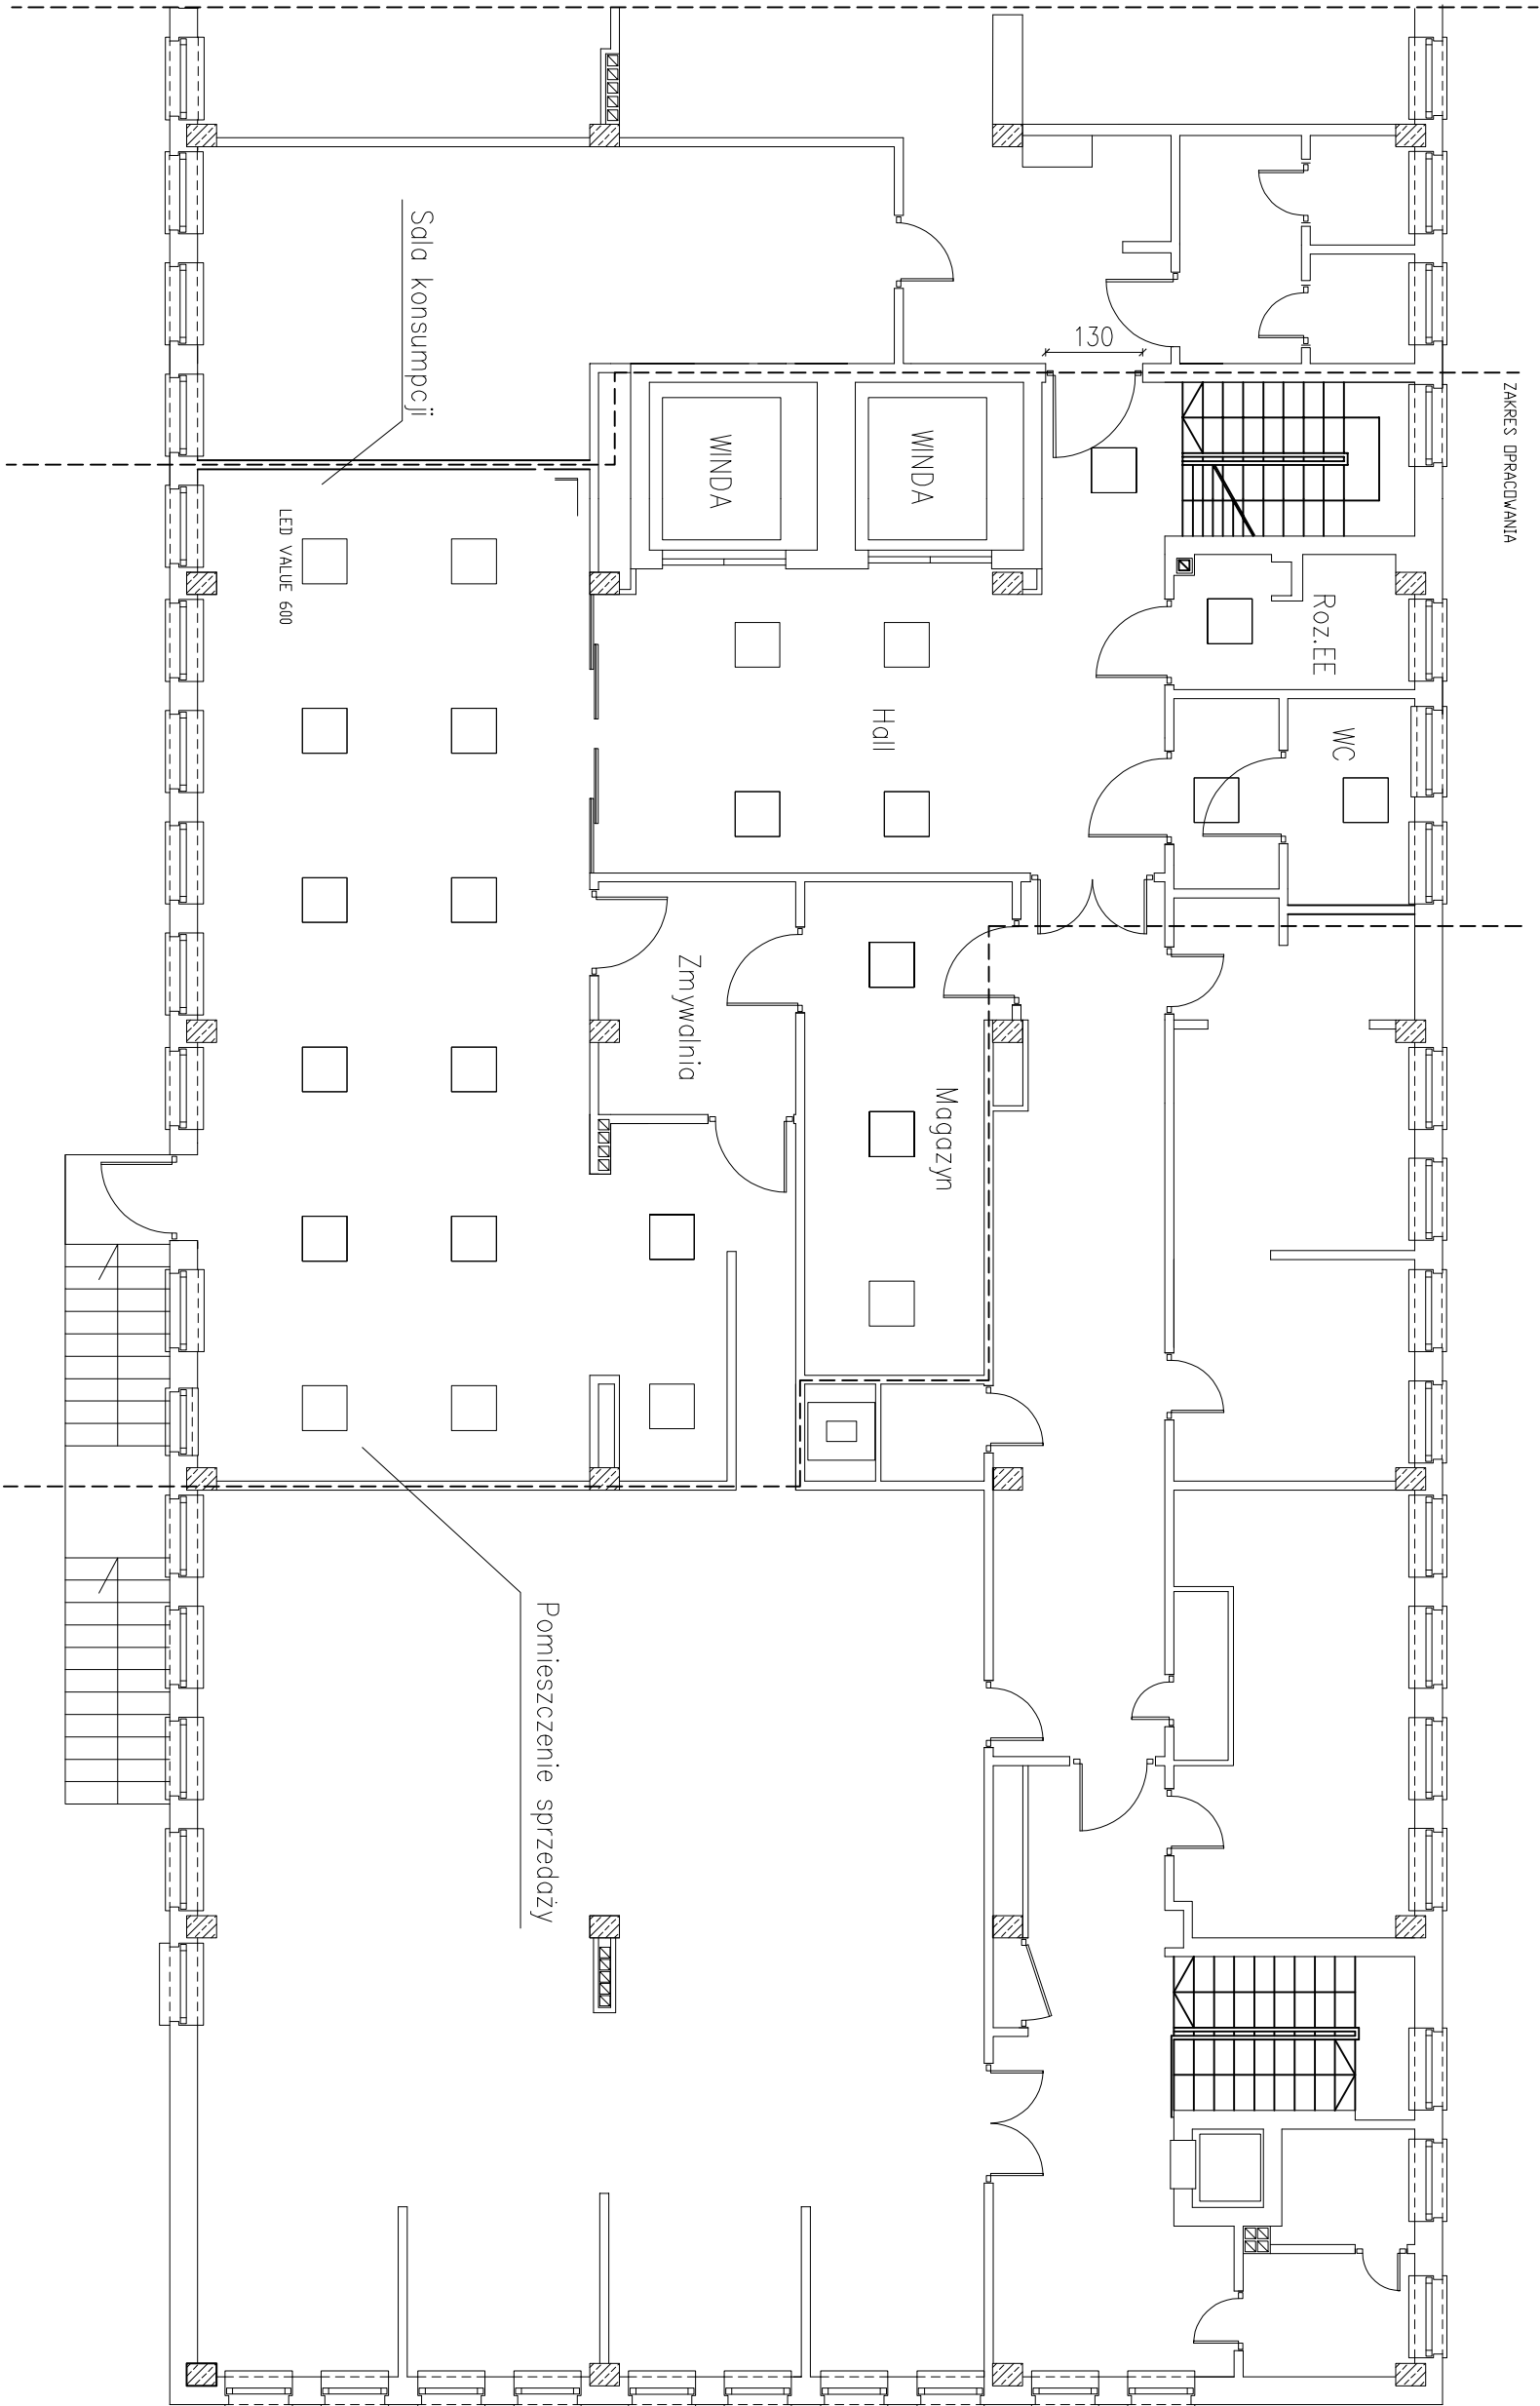 ZAKRES OPRACOWANIA
130
Roz.EE
WC
WINDA
WINDA
Hall
Sala konsumpcji
LED VALUE 600
Zmywalnia
Magazyn
Pomieszczenie sprzedaży